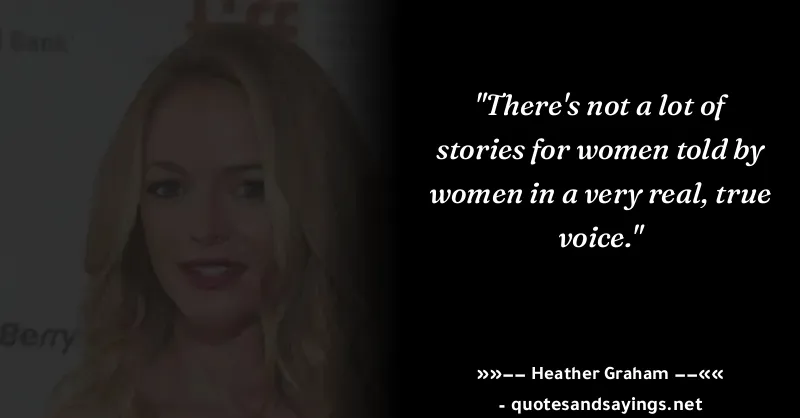 Bank
Berry
"There's not a lot of
stories for women told by
women in a very real, true
voice."
»»−− Heather Graham −−««
- quotesandsayings.net